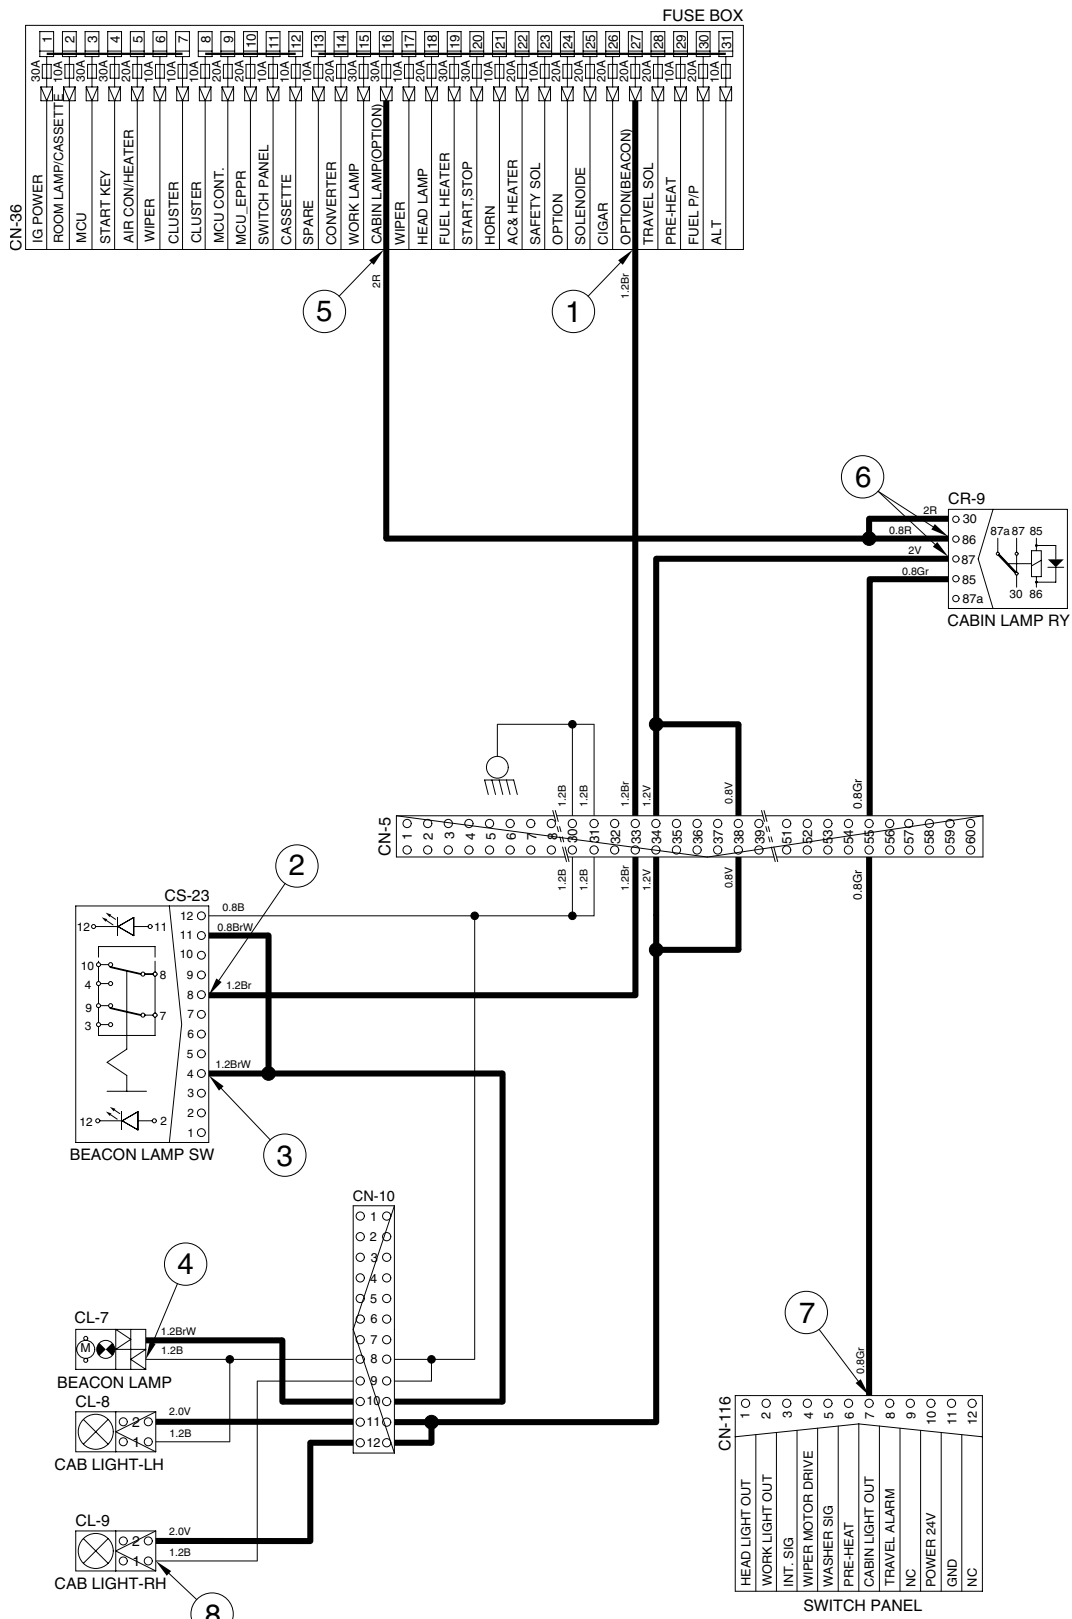 FUSE BOX
1 2 3 4 5 6 7 8 9 10 11 12 13 14 15 16 17 18 19 20 21 22 23 24 25 26 27 28 29 30 31
30A 10A 30A 20A 10A 10A 10A 20A 20A 10A 10A 10A 20A 20A 30A 10A 20A 30A 30A 10A 20A 10A 20A 20A 20A 20A 20A 10A 20A 10A
CN-36
IG POWER
ROOM LAMP/CASSETTE
MCU
START KEY
AIR CON/HEATER
WIPER
CLUSTER
CLUSTER
MCU CONT.
MCU_EPPR
SWITCH PANEL
CASSETTE
SPARE
CONVERTER
WORK LAMP
CABIN LAMP(OPTION)
WIPER
HEAD LAMP
FUEL HEATER
START,STOP
HORN
AC& HEATER
SAFETY SOL
OPTION
SOLENOIDE
CIGAR
OPTION(BEACON)
TRAVEL SOL
PRE-HEAT
FUEL P/P
ALT
2R
1.2Br
5
1
6
CR-9
2R
30
0.8R
86
2V
87
0.8Gr
85
87a
87a 87 85
30 86
CABIN LAMP RY
1.2B 1.2B 1.2Br 1.2V 0.8V 0.8Gr
CN-5
1 2 3 4 5 6 7 8 30 31 32 33 34 35 36 37 38 39 51 52 53 54 55 56 57 58 59 60
1.2B 1.2B 1.2Br 1.2V 0.8V 0.8Gr
2
CS-23
12 0.8B
11 0.8BrW
10
9
8 1.2Br
7
6
5
4 1.2BrW
3
2
1
12 11
10 8
4
9 7
3
12 2
BEACON LAMP SW
3
CN-10
1
2
3
4
5
6
7
8
9
10
11
12
4
CL-7
M
1.2BrW
1.2B
BEACON LAMP
CL-8
2 2.0V
1 1.2B
CAB LIGHT-LH
CL-9
2 2.0V
1 1.2B
CAB LIGHT-RH
8
7
0.8Gr
CN-116
1 2 3 4 5 6 7 8 9 10 11 12
HEAD LIGHT OUT
WORK LIGHT OUT
INT. SIG
WIPER MOTOR DRIVE
WASHER SIG
PRE-HEAT
CABIN LIGHT OUT
TRAVEL ALARM
NC
POWER 24V
GND
NC
SWITCH PANEL